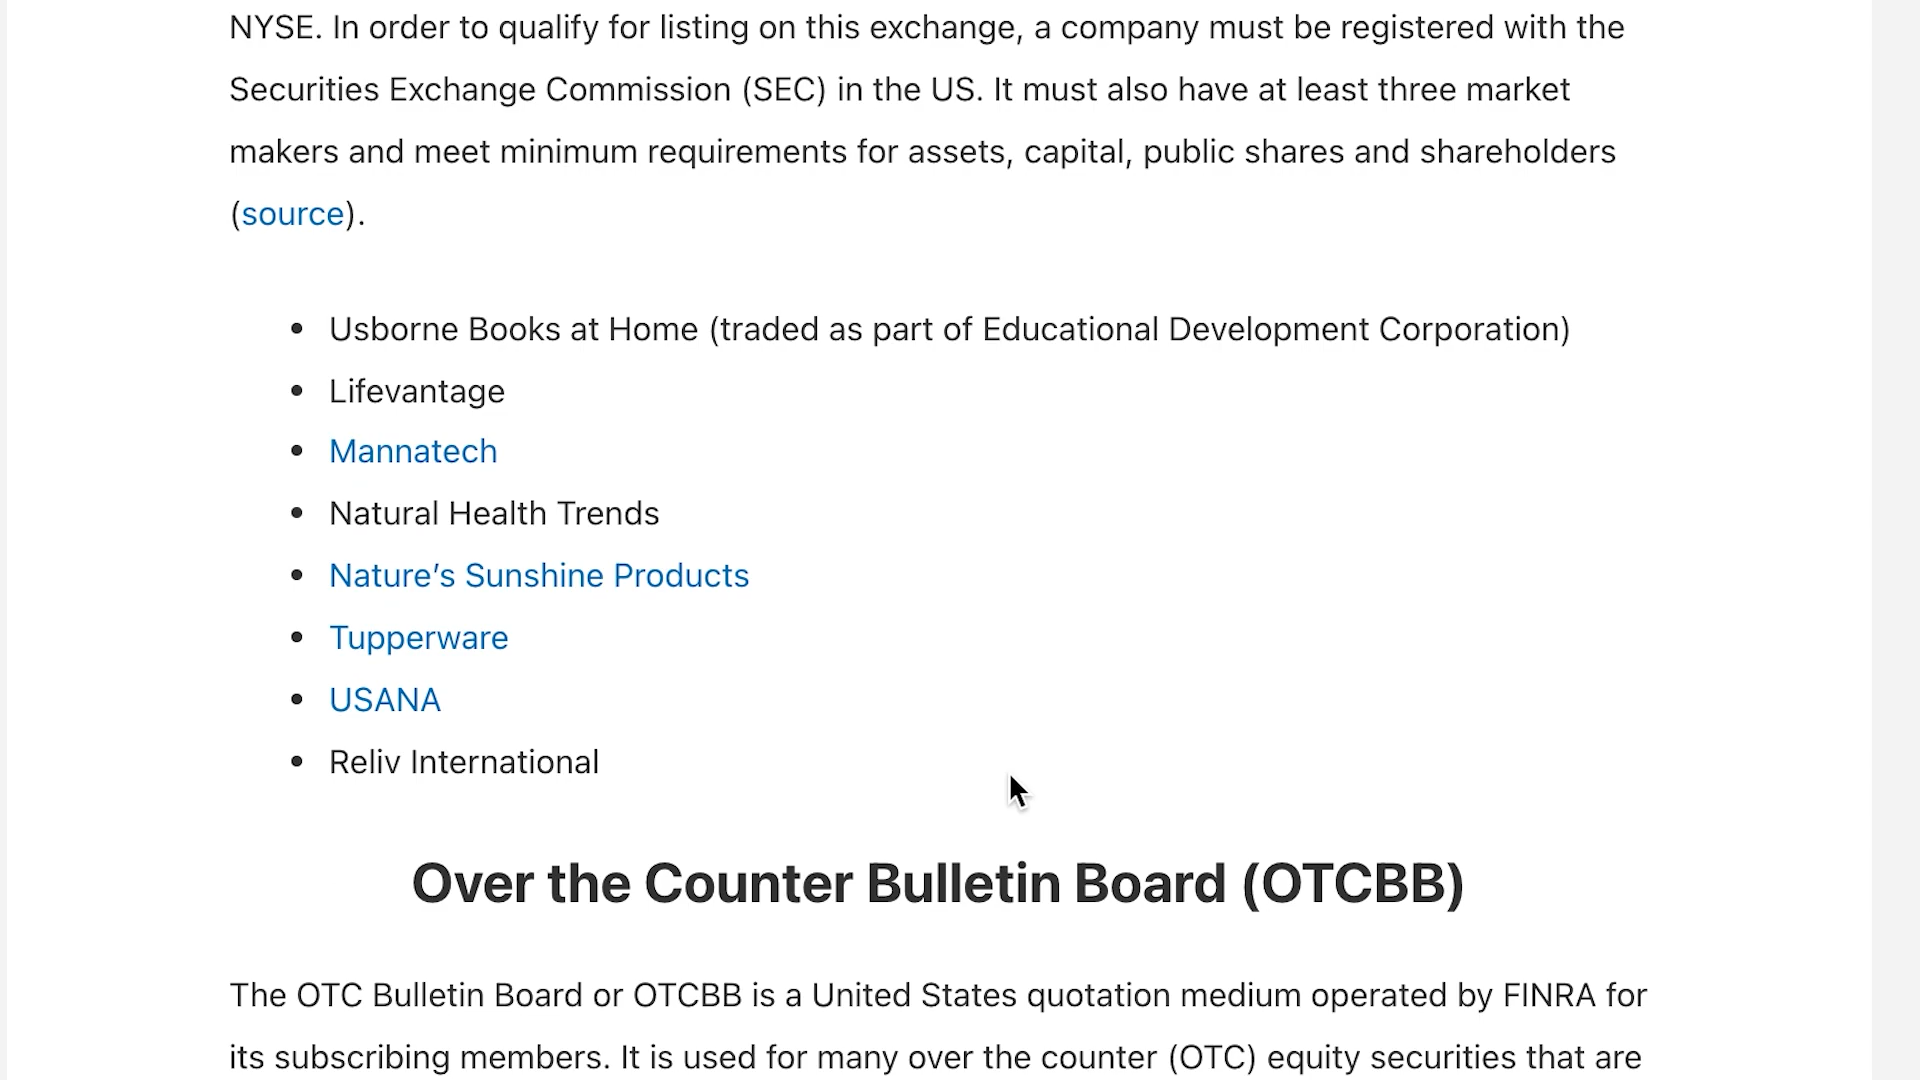 NYSE. In order to qualify for listing on this exchange, a company must be registered with the
Securities Exchange Commission (SEC) in the US. It must also have at least three market
makers and meet minimum requirements for assets, capital, public shares and shareholders
(source).
• Usborne Books at Home (traded as part of Educational Development Corporation)
• Lifevantage
• Mannatech
• Natural Health Trends
• Nature’s Sunshine Products
• Tupperware
• USANA
• Reliv International
Over the Counter Bulletin Board (OTCBB)
The OTC Bulletin Board or OTCBB is a United States quotation medium operated by FINRA for
its subscribing members. It is used for many over the counter (OTC) equity securities that are